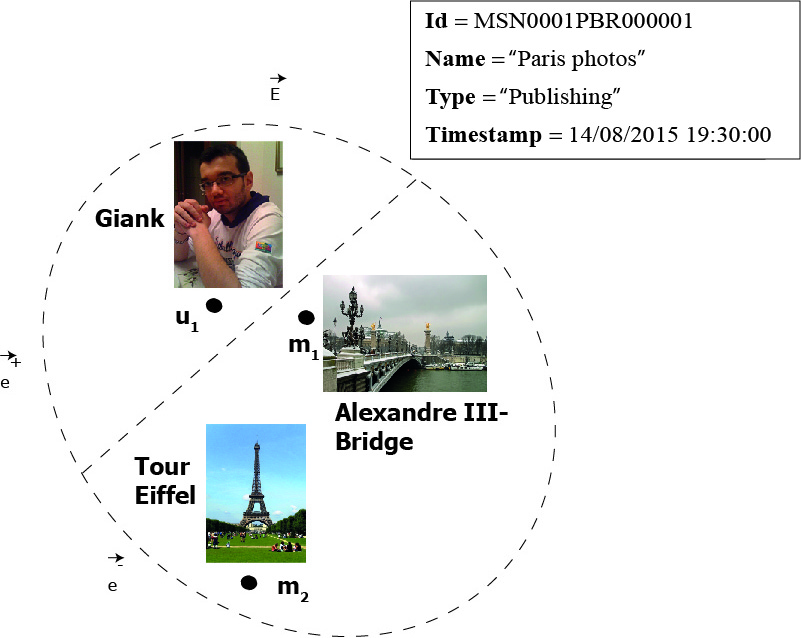 Id = MSN0001PBR000001
Name =“Paris photos”
Type =“Publishing”
Timestamp = 14/08/2015 19:30:00
E
Giank
u1
m1
e+
Alexandre III-
Bridge
Tour
Eiffel
e-
m2